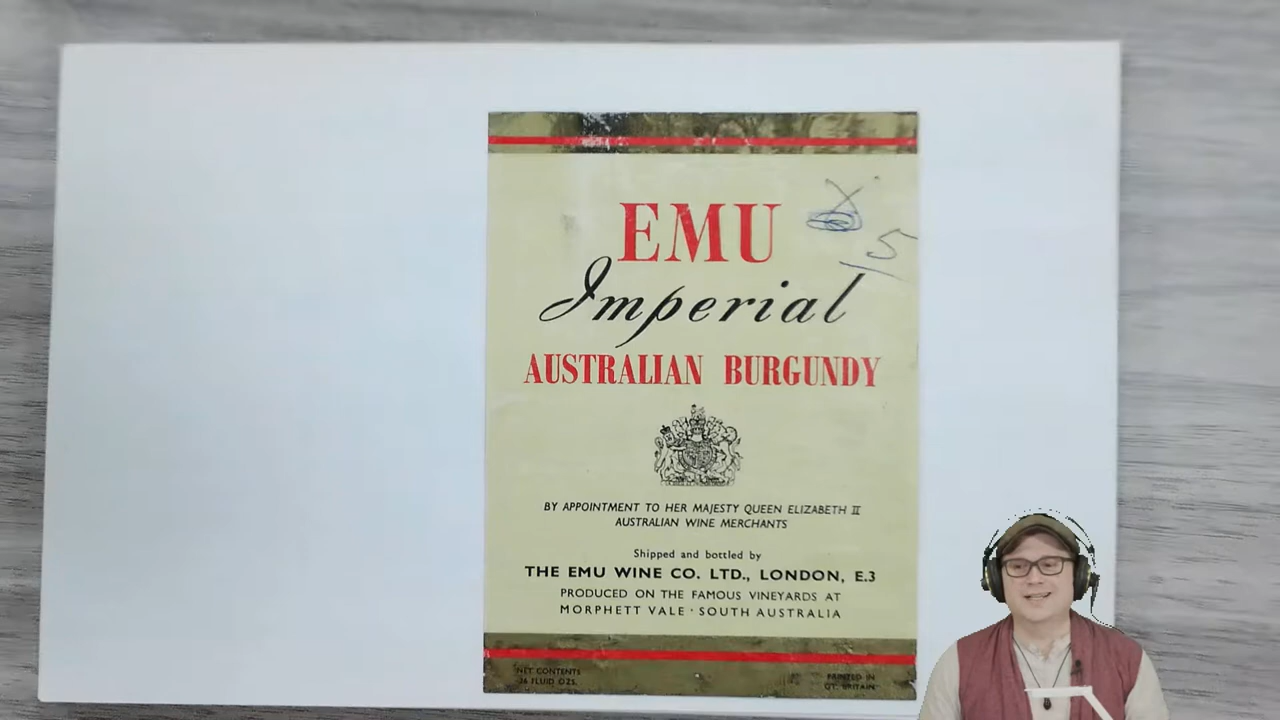 EMU
Imperial
15
AUSTRALIAN BURGUNDY
BY APPOINTMENT TO HER MAJESTY QUEEN ELIZABETH II
AUSTRALIAN WINE MERCHANTS
Shipped and bottled by
THE EMU WINE CO. LTD., LONDON, E.3
PRODUCED ON THE FAMOUS VINEYARDS AT
MORPHETT VALE · SOUTH AUSTRALIA
NET CONTENTS
26 FLUID OZS.
PRINTED IN
GT. BRITAIN